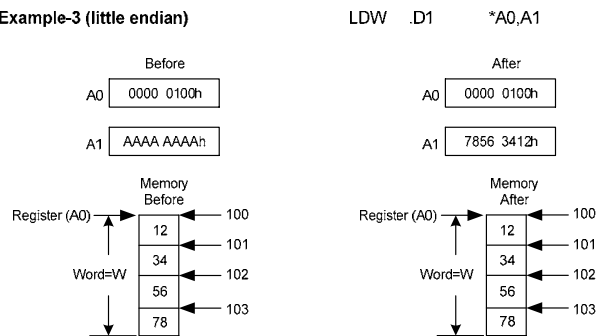 Example-3 (little endian) LDW .D1 *A0,A1
Before After
A0 0000 0100h A0 0000 0100h
A1 AAAA AAAAh A1 7856 3412h
Memory Before Memory After
Register (A0) 100 Register (A0) 100
12 12
101 101
34 34
Word=W 102 Word=W 102
56 56
103 103
78 78